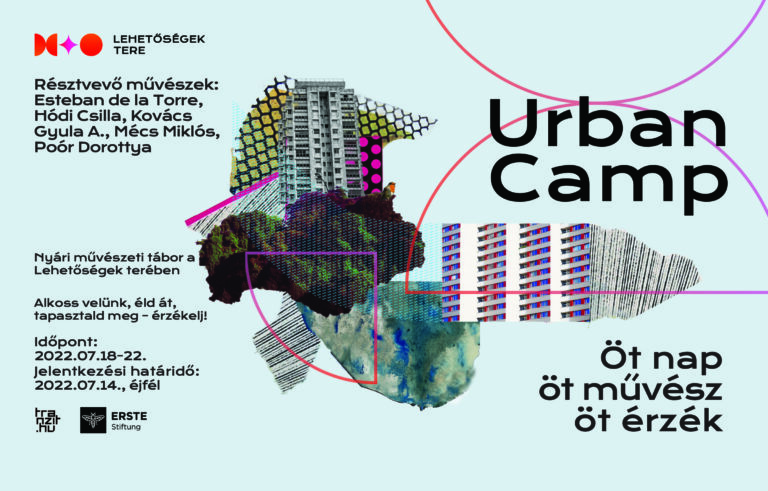 LEHETŐSÉGEK
TERE
Résztvevő művészek:
Esteban de la Torre,
Hódi Csilla, Kovács
Gyula A., Mécs Miklós,
Poór Dorottya
Urban
Camp
Nyári művészeti tábor a
Lehetőségek terében
Alkoss velünk, éld át,
tapasztald meg – érzékelj!
Időpont:
2022.07.18-22.
Jelentkezési határidő:
2022.07.14., éjfél
Öt nap
öt művész
öt érzék
tra
nzit
.hu
ERSTE
Stiftung